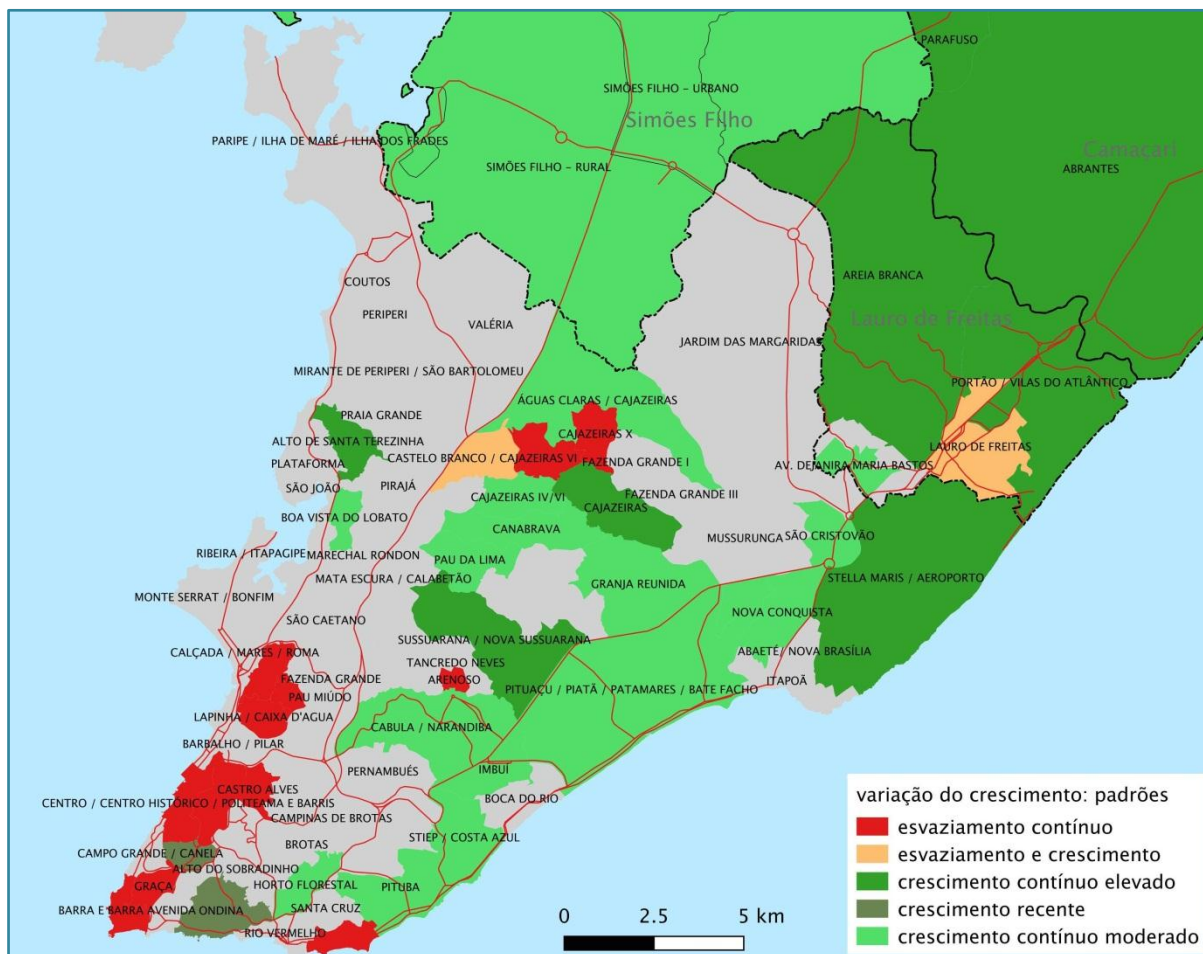 PARAFUSO
SIMÕES FILHO – URBANO
Simões Filho
PARIPE / ILHA DE MARÉ / ILHA DOS FRADES
Camaçari
SIMÕES FILHO – RURAL
ABRANTES
AREIA BRANCA
COUTOS
PERIPERI
VALÉRIA
Lauro de Freitas
JARDIM DAS MARGARIDAS
MIRANTE DE PERIPERI / SÃO BARTOLOMEU
PORTÃO / VILAS DO ATLÂNTICO
ÁGUAS CLARAS / CAJAZEIRAS
PRAIA GRANDE
CAJAZEIRAS X
ALTO DE SANTA TEREZINHA
LAURO DE FREITAS
CASTELO BRANCO / CAJAZEIRAS VI
FAZENDA GRANDE I
PLATAFORMA
AV. DEJANIRA MARIA BASTOS
PIRAJÁ
SÃO JOÃO
CAJAZEIRAS IV/VI
FAZENDA GRANDE III
CAJAZEIRAS
BOA VISTA DO LOBATO
CANABRAVA
MUSSURUNGA
SÃO CRISTOVÃO
RIBEIRA / ITAPAGIPE
MARECHAL RONDON
PAU DA LIMA
MATA ESCURA / CALABETÃO
GRANJA REUNIDA
STELLA MARIS / AEROPORTO
MONTE SERRAT / BONFIM
NOVA CONQUISTA
SÃO CAETANO
SUSSUARANA / NOVA SUSSUARANA
CALÇADA / MARES / ROMA
ABAETÉ/ NOVA BRASÍLIA
TANCREDO NEVES
FAZENDA GRANDE
ARENOSO
ITAPOÃ
PITUAÇU / PIATÃ / PATAMARES / BATE FACHO
PAU MIÚDO
LAPINHA / CAIXA D'AGUA
CABULA / NARANDIBA
BARBALHO / PILAR
PERNAMBUÉS
IMBUÍ
CASTRO ALVES
BOCA DO RIO
CENTRO / CENTRO HISTÓRICO / POLITEAMA E BARRIS
CAMPINAS DE BROTAS
STIEP / COSTA AZUL
BROTAS
CAMPO GRANDE / CANELA
ALTO DO SOBRADINHO
GRAÇA
HORTO FLORESTAL
PITUBA
BARRA E BARRA AVENIDA
ONDINA
SANTA CRUZ
RIO VERMELHO
0 2.5 5 km
variação do crescimento: padrões
esvaziamento contínuo
esvaziamento e crescimento
crescimento contínuo elevado
crescimento recente
crescimento contínuo moderado